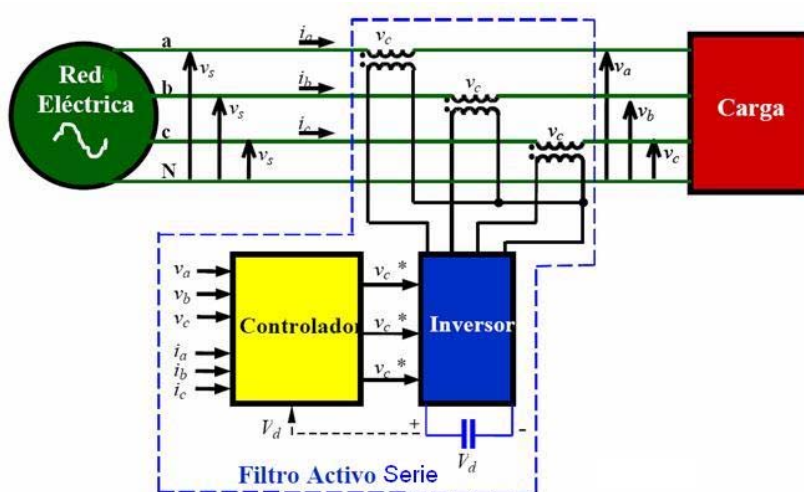 a
i_a
v_c
Red
Eléctrica
v_s
b
i_b
v_c
v_a
v_s
v_b
Carga
c
i_c
v_c
v_s
v_c
N
v_a
v_b
v_c
i_a
i_b
i_c
Controlador
v_c *
v_c *
v_c *
Inversor
V_d
+
-
V_d
Filtro Activo Serie